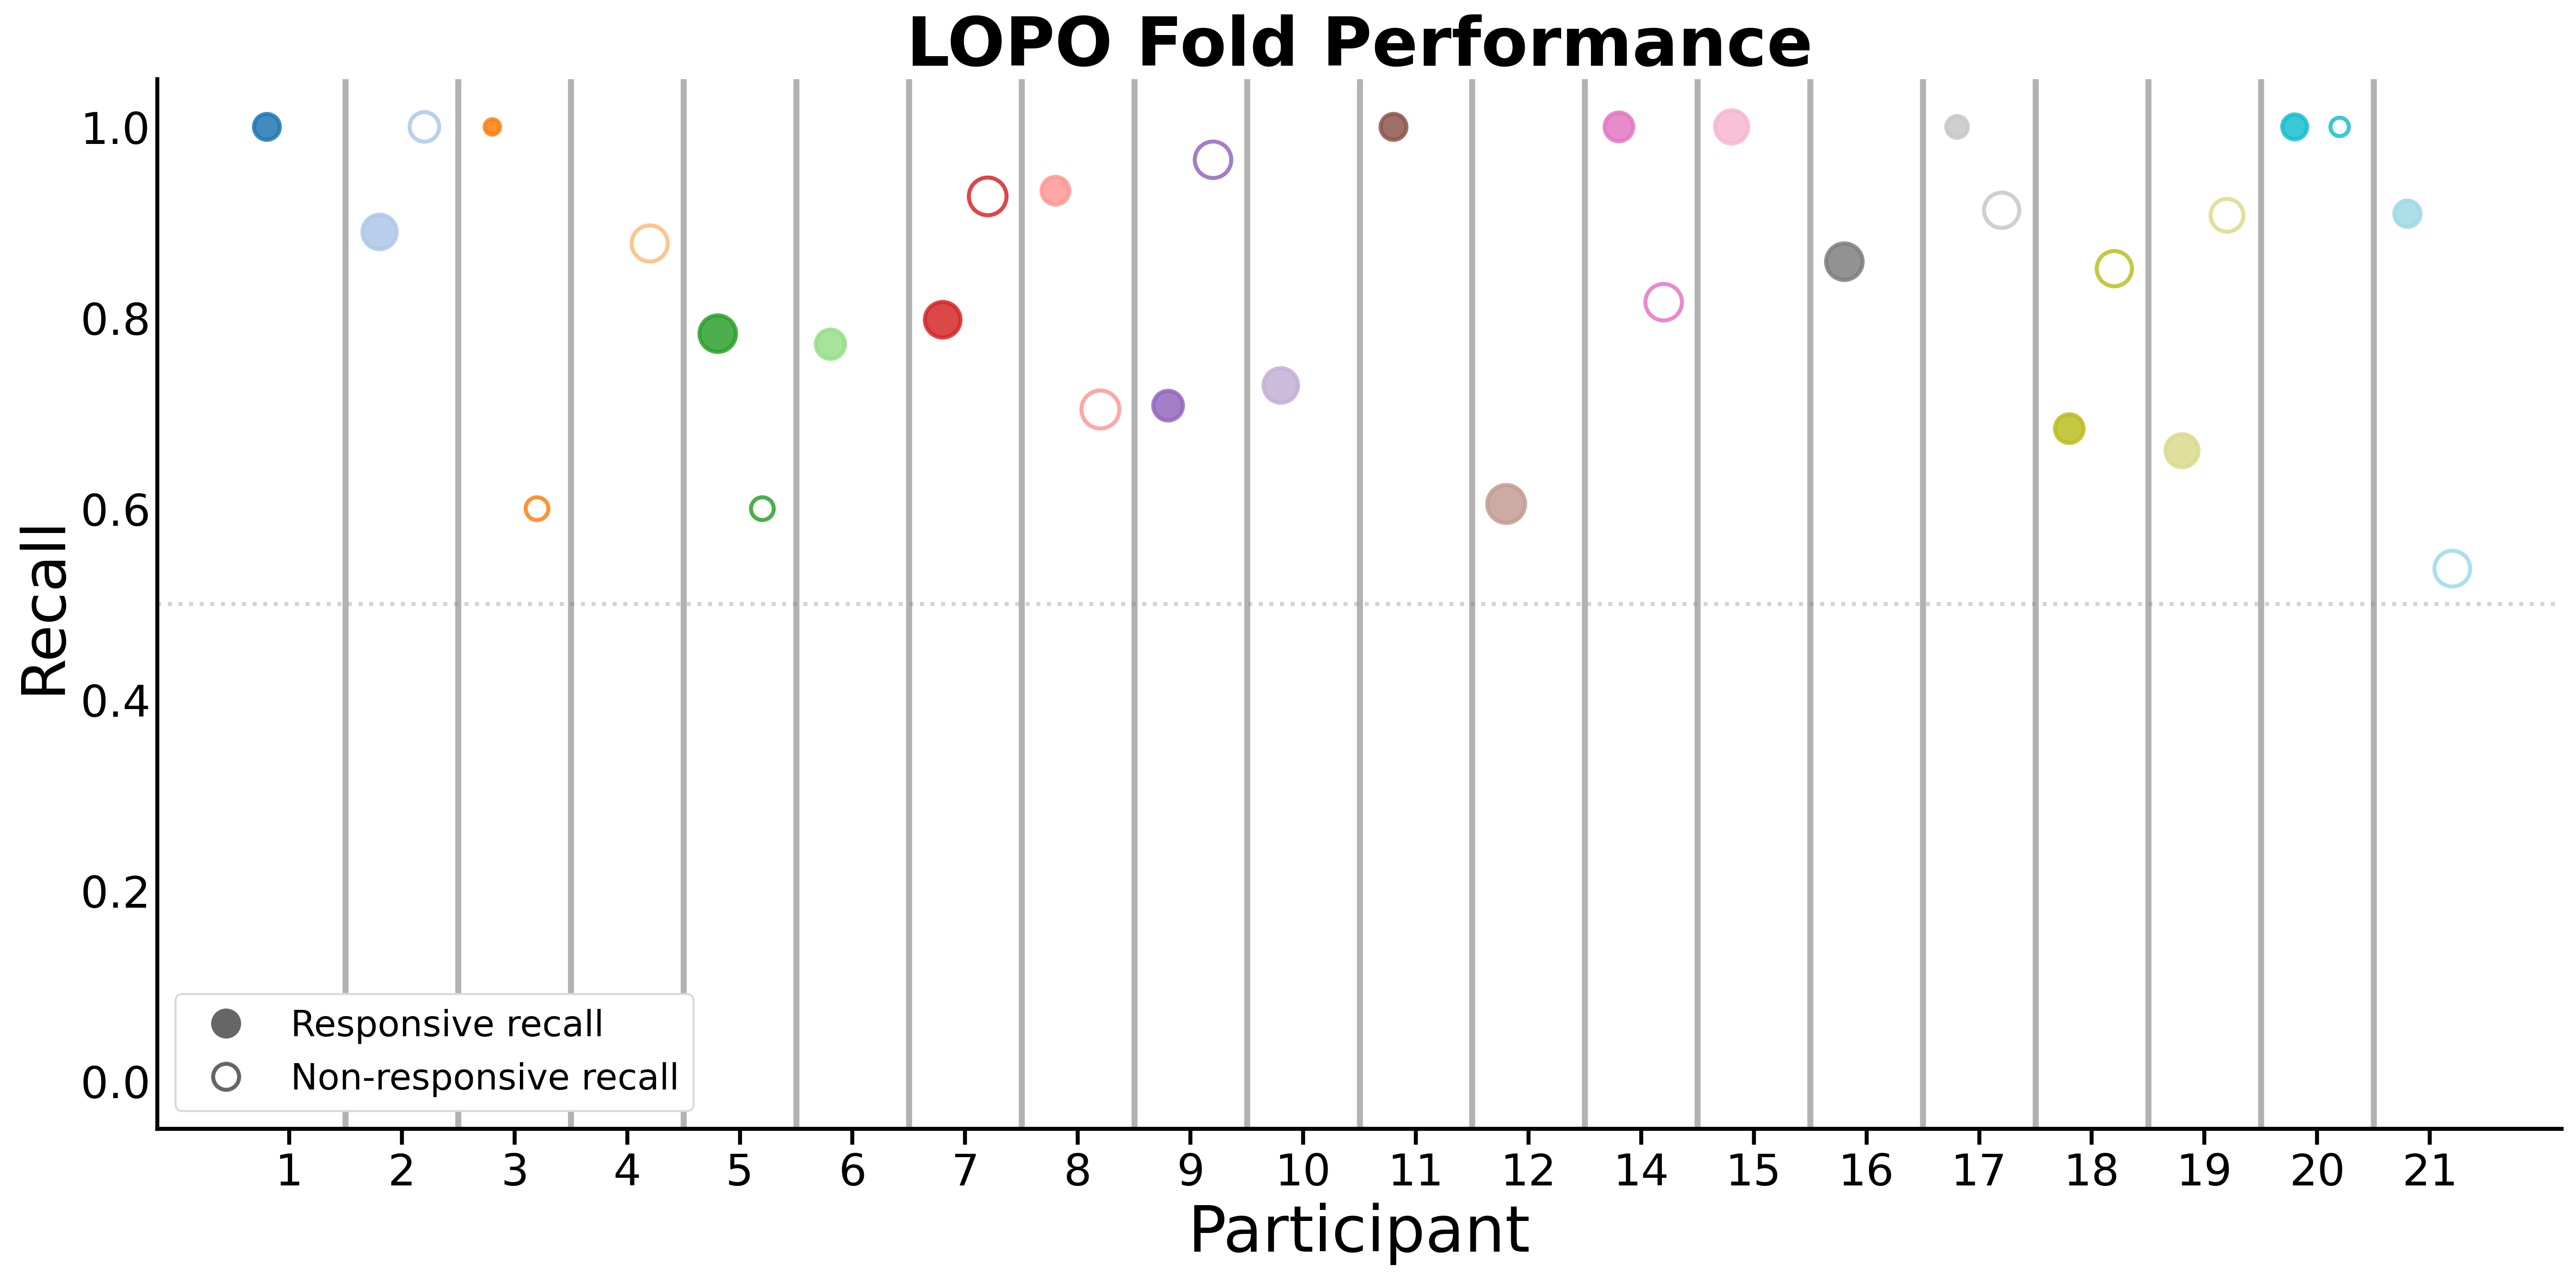 LOPO Fold Performance
Recall
1.0
0.8
0.6
0.4
0.2
0.0
Responsive recall
Non-responsive recall
1 2 3 4 5 6 7 8 9 10 11 12 14 15 16 17 18 19 20 21
Participant